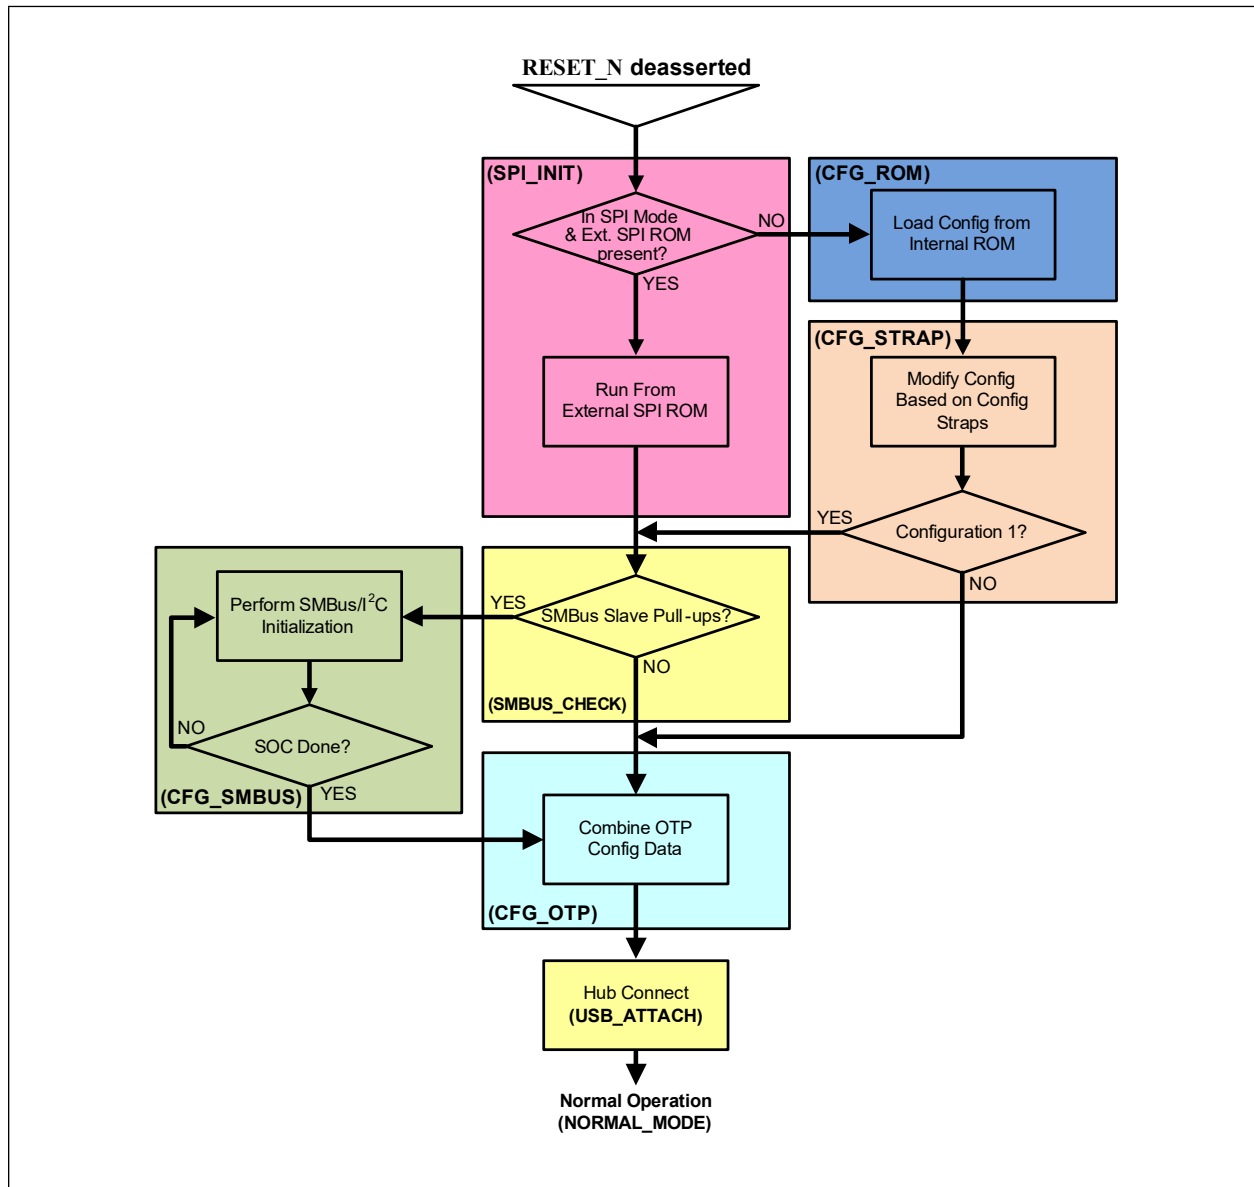 RESET_N deasserted
(SPI_INIT)
In SPI Mode
& Ext. SPI ROM
present?
NO
YES
Run From
External SPI ROM
(CFG_ROM)
Load Config from
Internal ROM
(CFG_STRAP)
Modify Config
Based on Config
Straps
Configuration 1?
YES
NO
SMBus Slave Pull-ups?
YES
NO
(SMBUS_CHECK)
Perform SMBus/I²C
Initialization
SOC Done?
NO
YES
(CFG_SMBUS)
Combine OTP
Config Data
(CFG_OTP)
Hub Connect
(USB_ATTACH)
Normal Operation
(NORMAL_MODE)